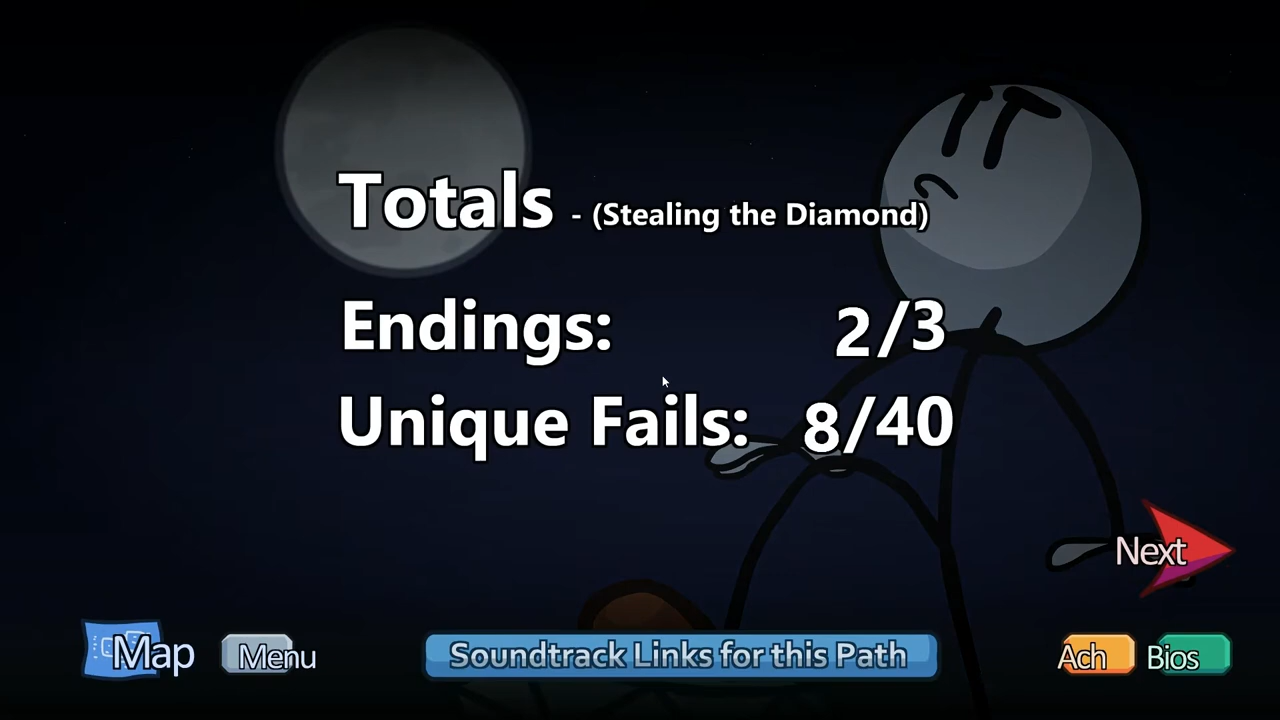 Totals - (Stealing the Diamond)
Endings: 2/3
Unique Fails: 8/40
Next
Map Menu Soundtrack Links for this Path Ach Bios